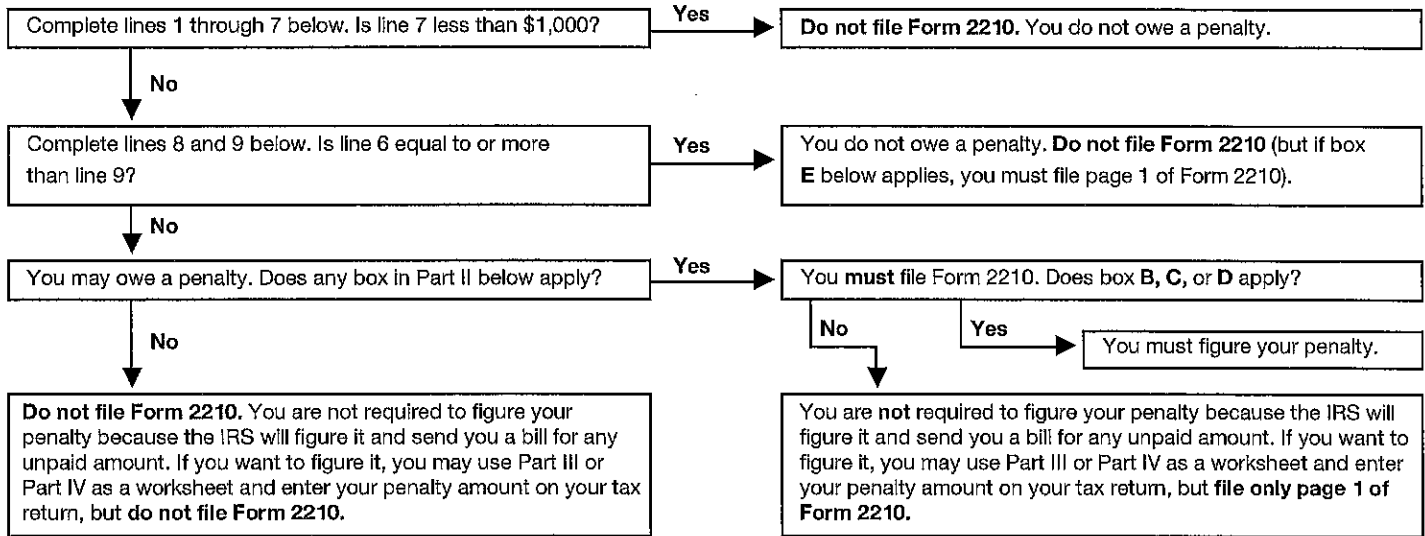 Complete lines 1 through 7 below. Is line 7 less than $1,000?
Yes
Do not file Form 2210. You do not owe a penalty.
No
Complete lines 8 and 9 below. Is line 6 equal to or more
than line 9?
Yes
You do not owe a penalty. Do not file Form 2210 (but if box
E below applies, you must file page 1 of Form 2210).
No
You may owe a penalty. Does any box in Part II below apply?
Yes
You must file Form 2210. Does box B, C, or D apply?
No
Yes
You must figure your penalty.
No
Do not file Form 2210. You are not required to figure your
penalty because the IRS will figure it and send you a bill for any
unpaid amount. If you want to figure it, you may use Part III or
Part IV as a worksheet and enter your penalty amount on your tax
return, but do not file Form 2210.
You are not required to figure your penalty because the IRS will
figure it and send you a bill for any unpaid amount. If you want to
figure it, you may use Part III or Part IV as a worksheet and enter
your penalty amount on your tax return, but file only page 1 of
Form 2210.